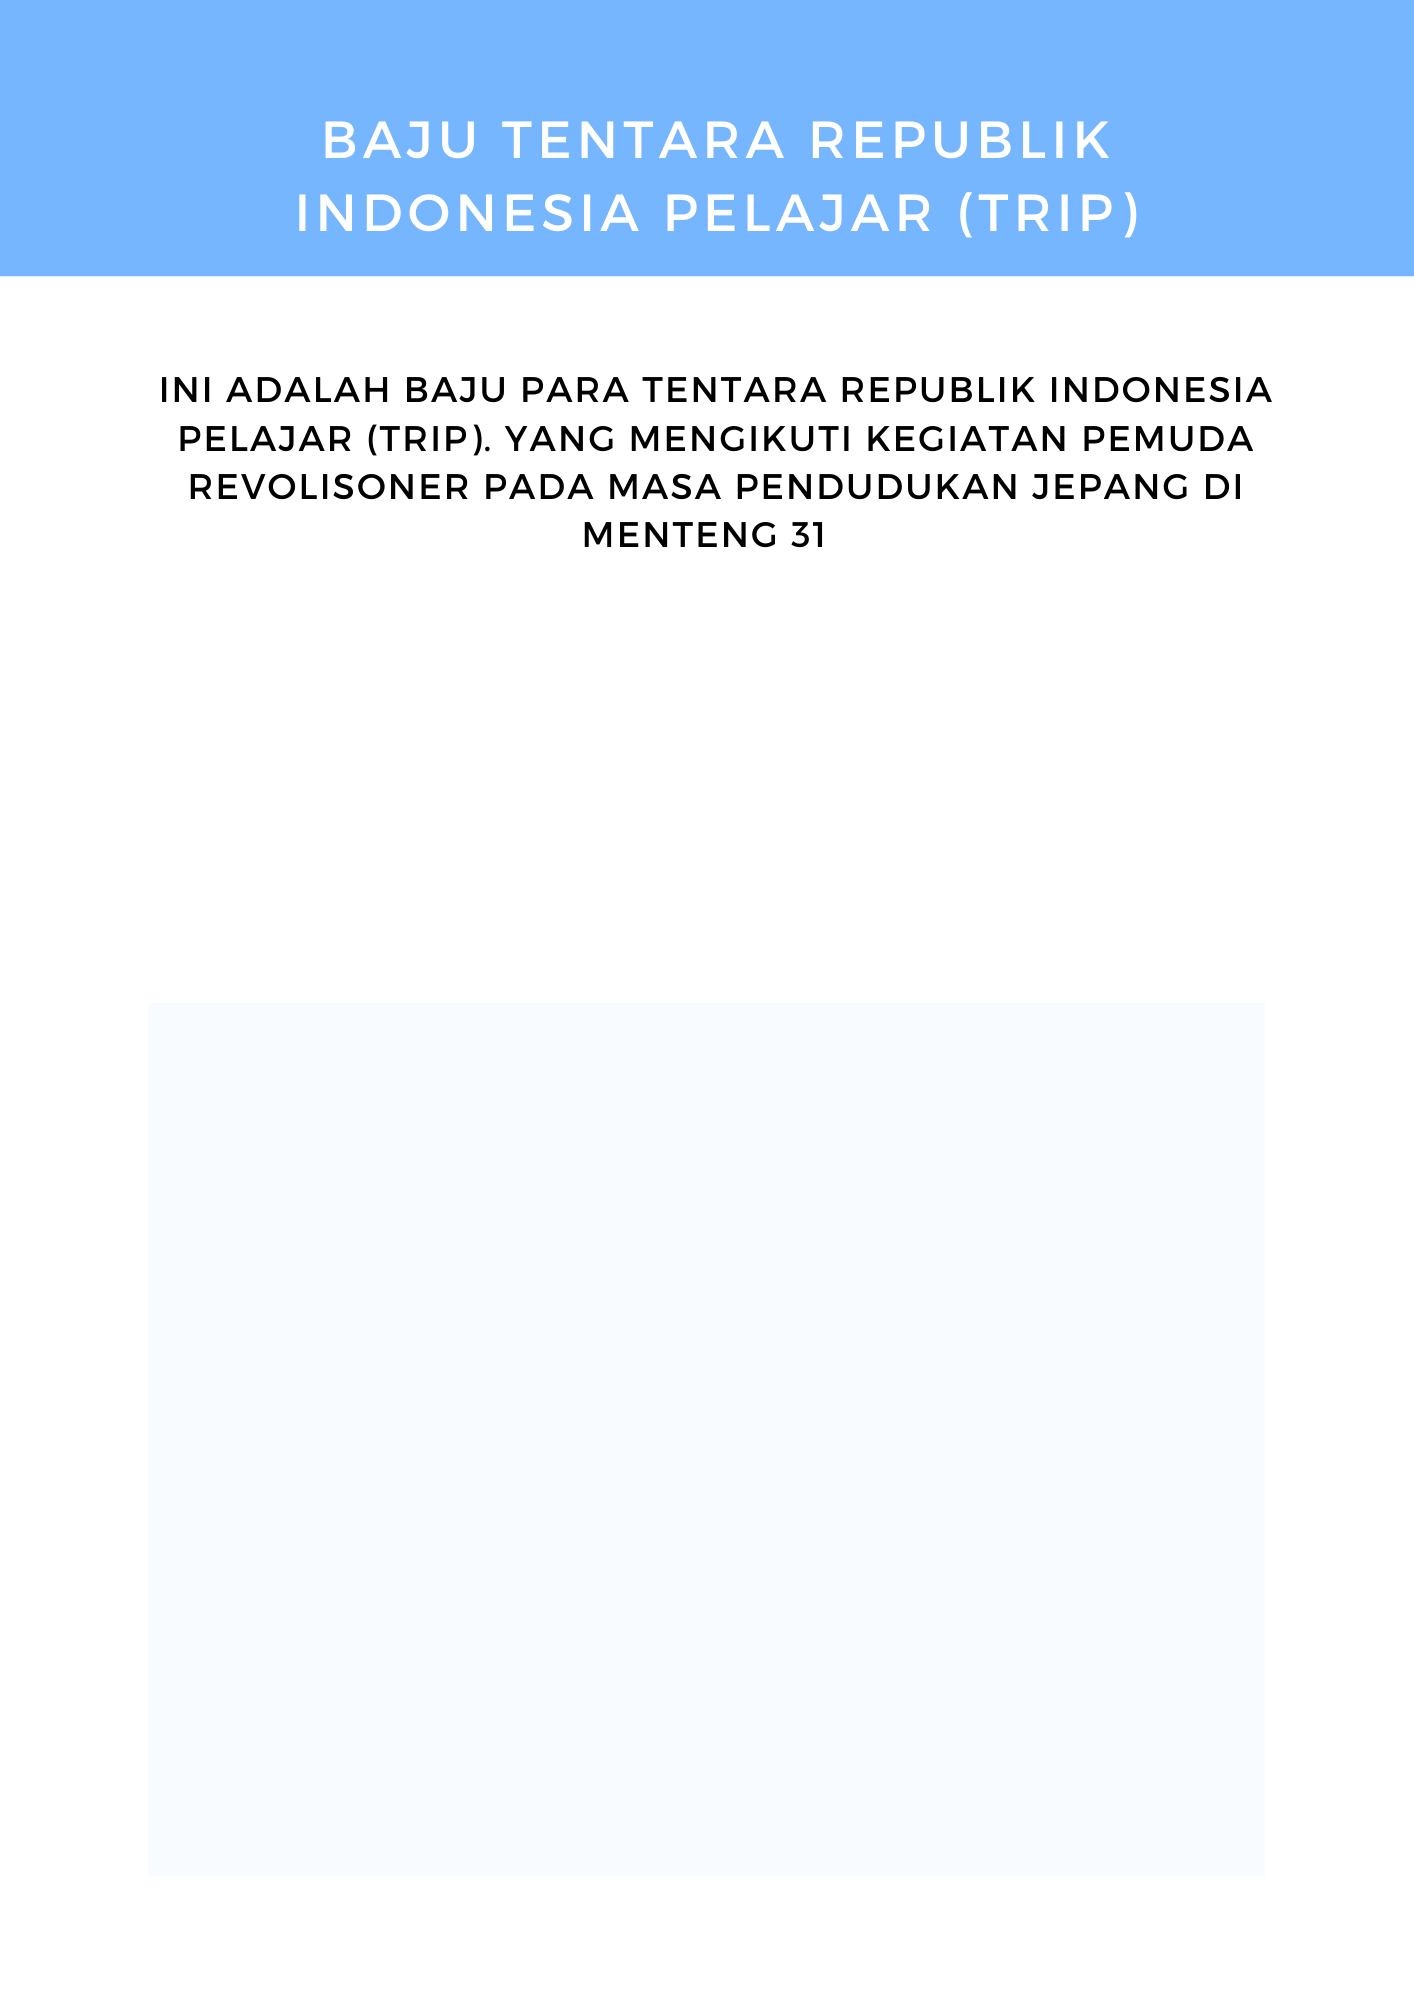 BAJU TENTARA REPUBLIK
INDONESIA PELAJAR (TRIP)
INI ADALAH BAJU PARA TENTARA REPUBLIK INDONESIA
PELAJAR (TRIP). YANG MENGIKUTI KEGIATAN PEMUDA
REVOLISONER PADA MASA PENDUDUKAN JEPANG DI
MENTENG 31